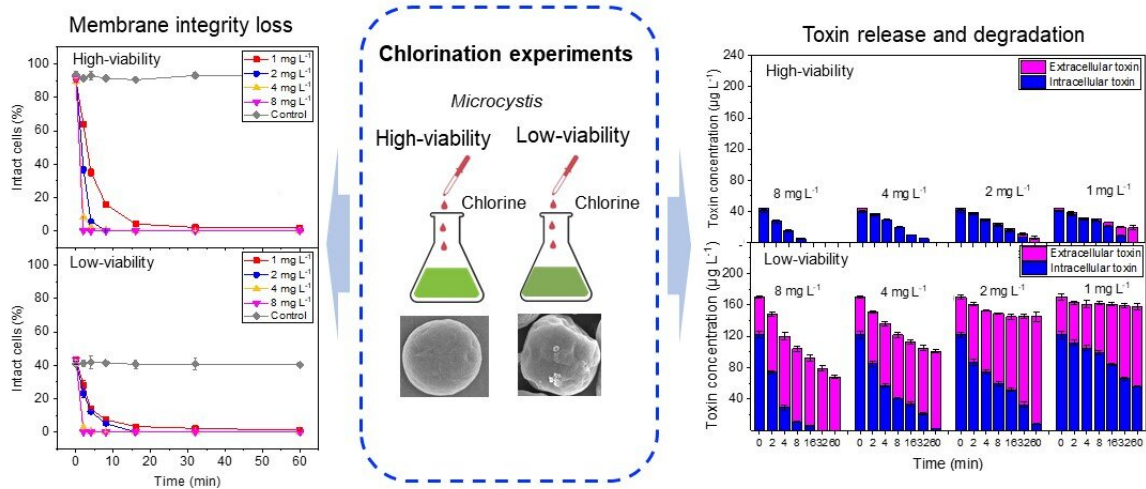 Membrane integrity loss
High-viability
1 mg L⁻¹
2 mg L⁻¹
4 mg L⁻¹
8 mg L⁻¹
Control
Intact cells (%)
100
80
60
40
20
0
Low-viability
1 mg L⁻¹
2 mg L⁻¹
4 mg L⁻¹
8 mg L⁻¹
Control
Intact cells (%)
100
80
60
40
20
0
0 10 20 30 40 50 60
Time (min)
Chlorination experiments
Microcystis
High-viability Low-viability
Chlorine Chlorine
Toxin release and degradation
High-viability
Extracellular toxin
Intracellular toxin
Toxin concentration (µg L⁻¹)
240
200
160
120
80
40
8 mg L⁻¹ 4 mg L⁻¹ 2 mg L⁻¹ 1 mg L⁻¹
Low-viability
Extracellular toxin
Intracellular toxin
Toxin concentration (µg L⁻¹)
200
160
120
80
40
8 mg L⁻¹ 4 mg L⁻¹ 2 mg L⁻¹ 1 mg L⁻¹
0 2 4 8 163260 0 2 4 8 163260 0 2 4 8 163260 0 2 4 8 163260
Time (min)